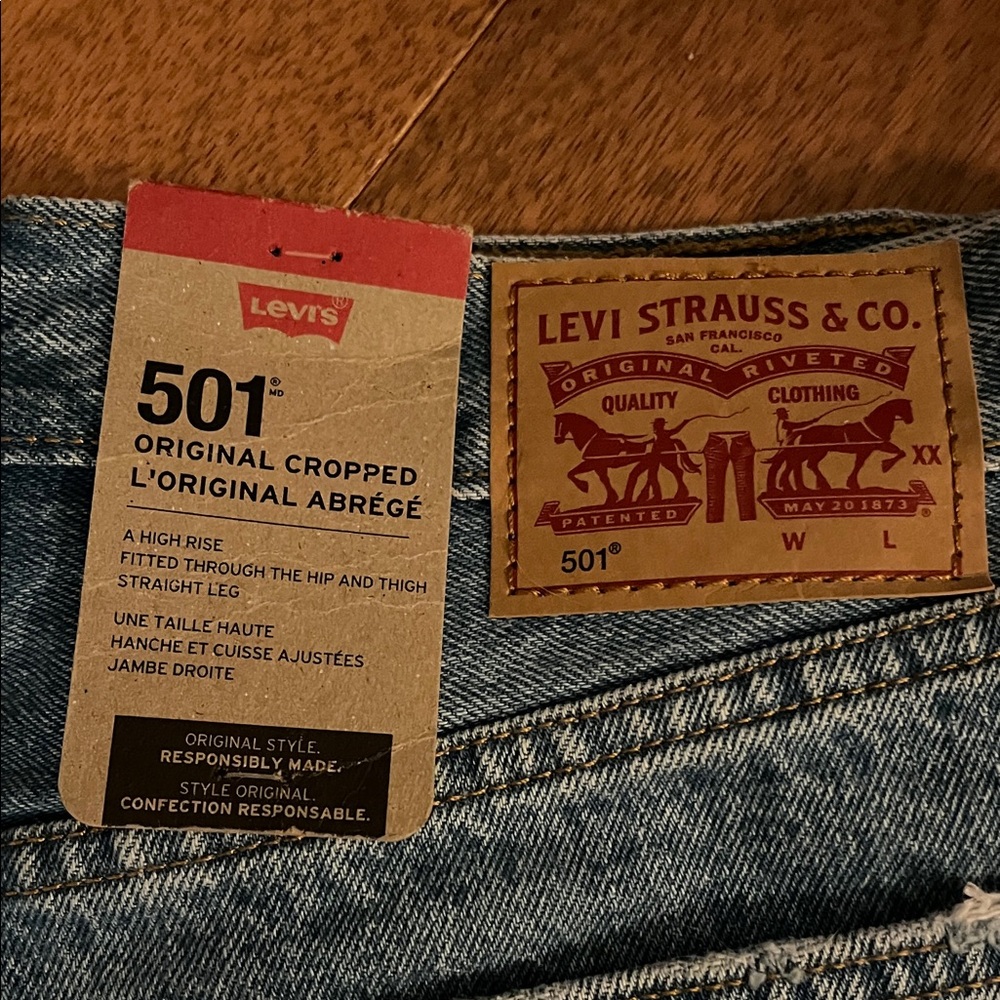 LEVI'S®
501® MD
ORIGINAL CROPPED
L'ORIGINAL ABRÉGÉ
A HIGH RISE
FITTED THROUGH THE HIP AND THIGH
STRAIGHT LEG
UNE TAILLE HAUTE
HANCHE ET CUISSE AJUSTÉES
JAMBE DROITE
ORIGINAL STYLE.
RESPONSIBLY MADE.
STYLE ORIGINAL.
CONFECTION RESPONSABLE.
LEVI STRAUSS & CO.
SAN FRANCISCO
CAL.
ORIGINAL RIVETED
QUALITY CLOTHING
XX
PATENTED MAY 20 1873 ®
W L
501®